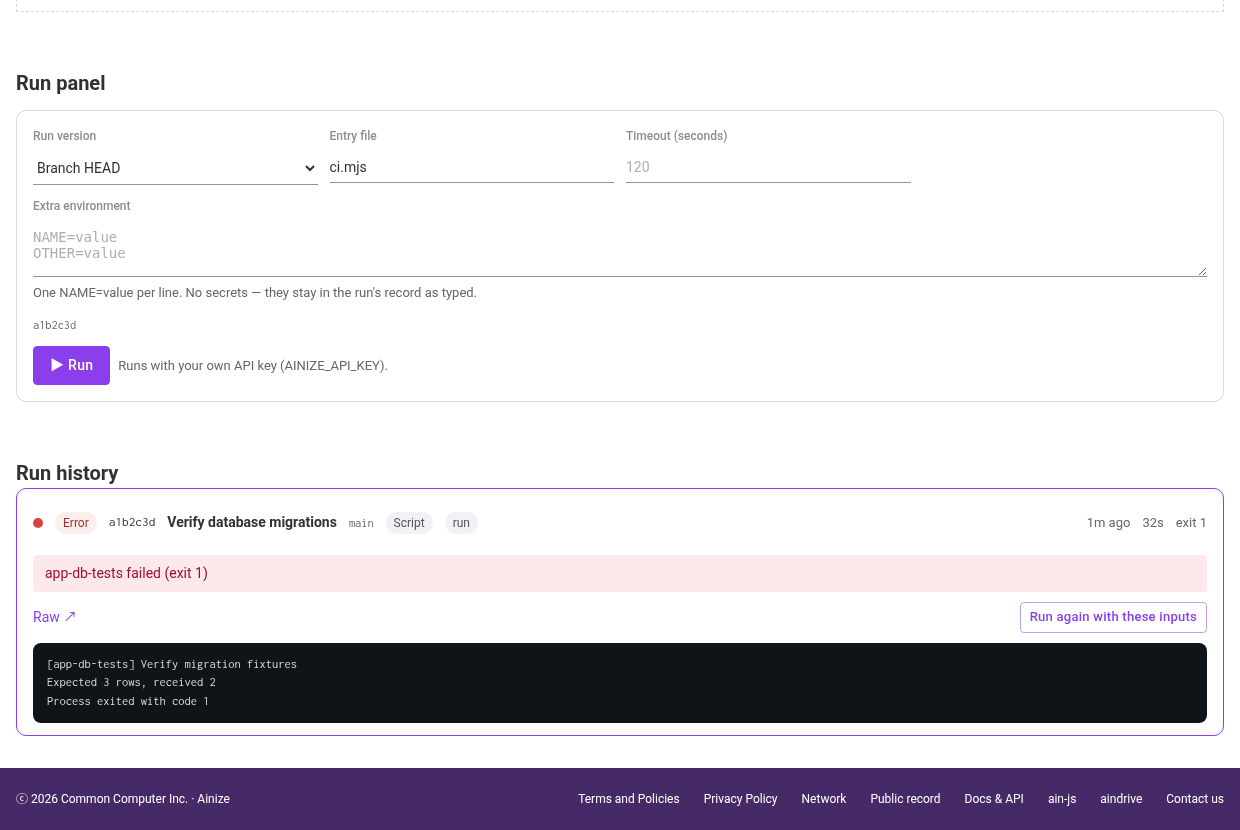 Run panel
Run version
Entry file
Timeout (seconds)
Branch HEAD
ci.mjs
120
Extra environment
NAME=value
OTHER=value
One NAME=value per line. No secrets — they stay in the run's record as typed.
a1b2c3d
▶ Run
Runs with your own API key (AINIZE_API_KEY).
Run history
Error a1b2c3d Verify database migrations main Script run 1m ago 32s exit 1
app-db-tests failed (exit 1)
Raw ↗
Run again with these inputs
[app-db-tests] Verify migration fixtures
Expected 3 rows, received 2
Process exited with code 1
ⓒ 2026 Common Computer Inc. · Ainize
Terms and Policies Privacy Policy Network Public record Docs & API ain-js aindrive Contact us